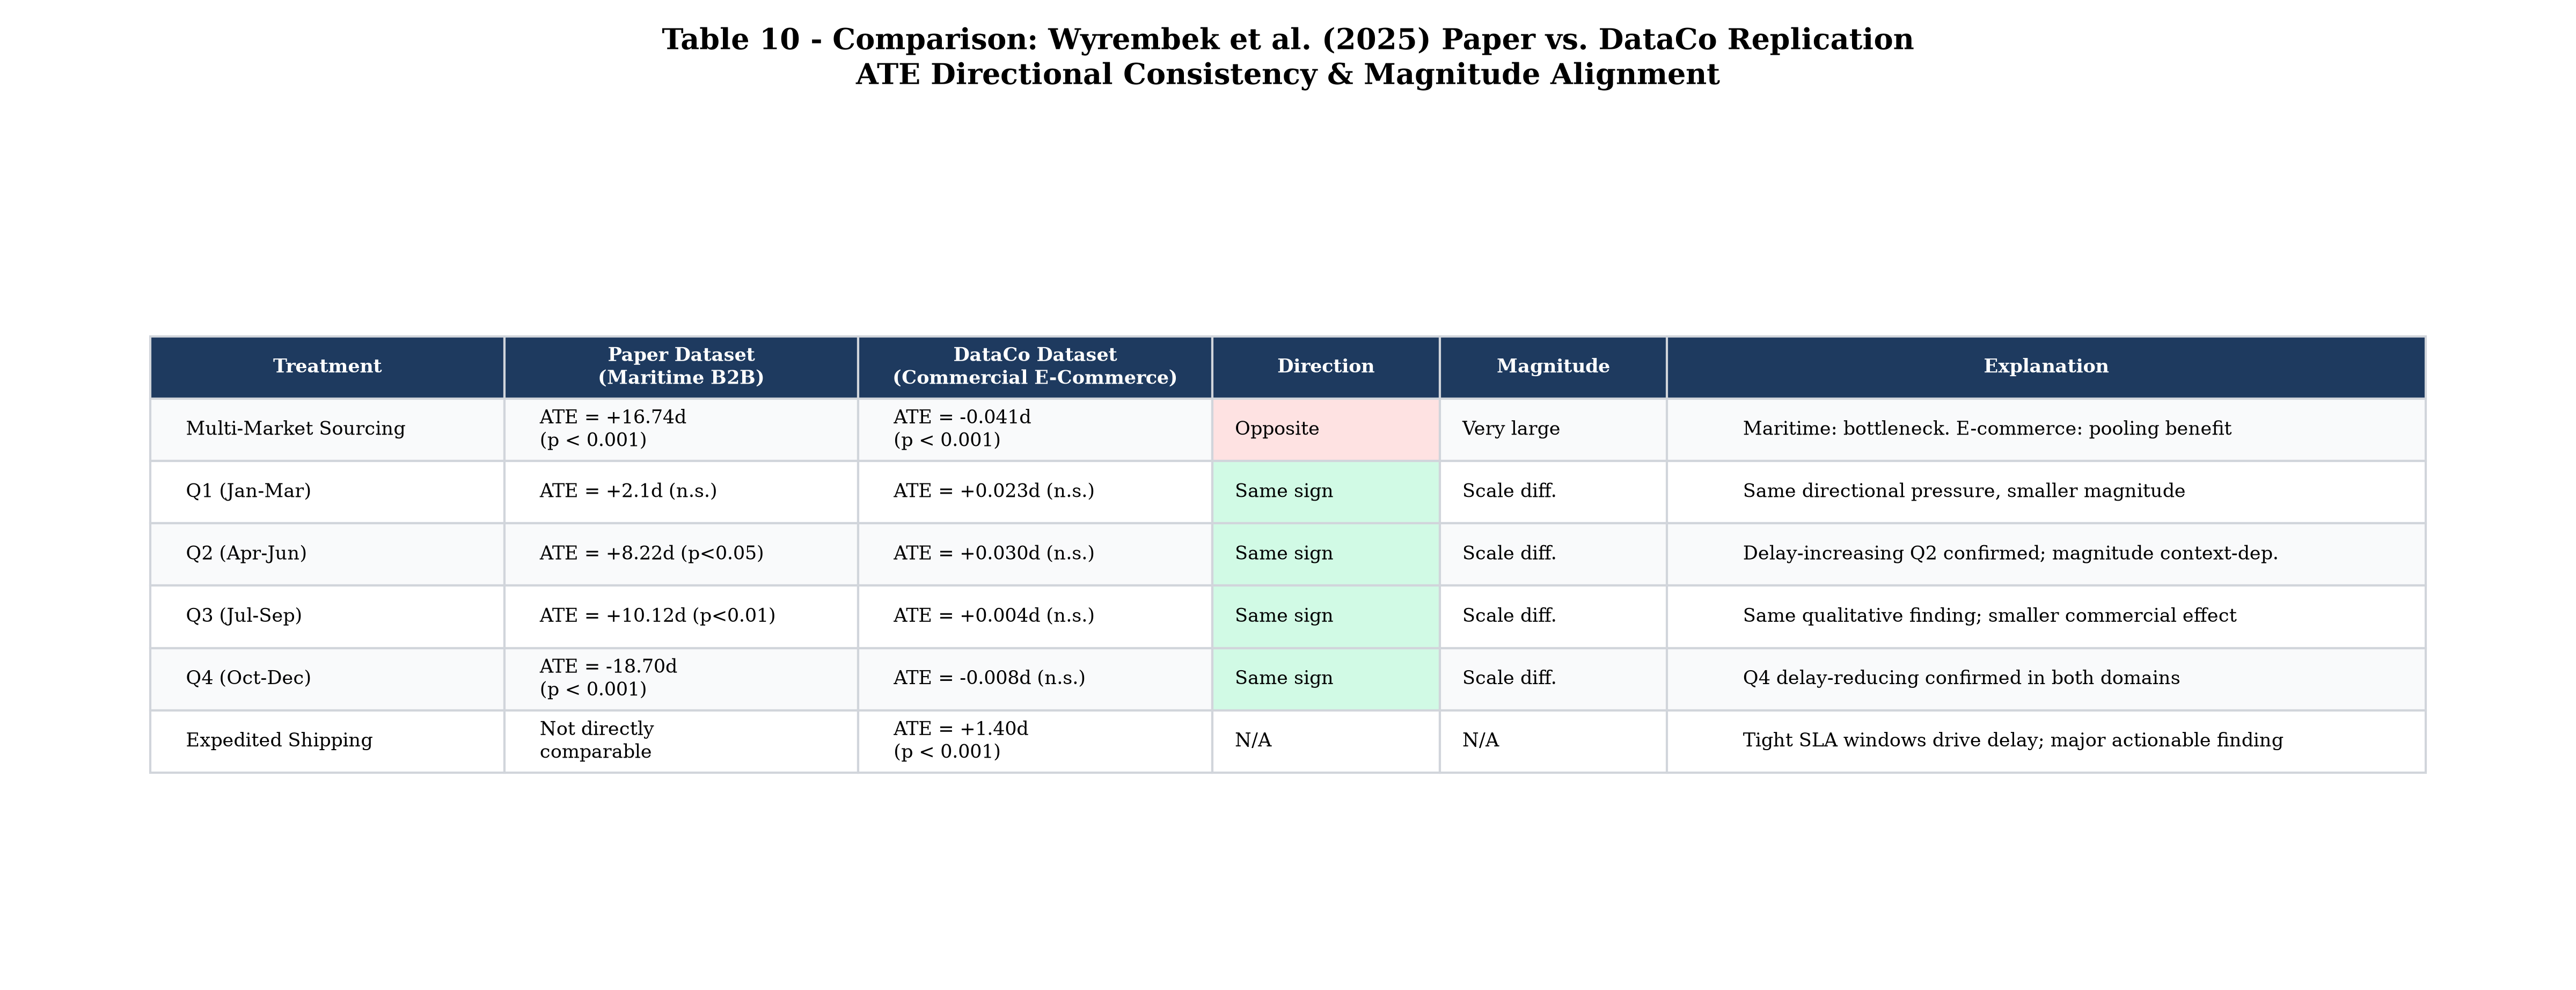 Table 10 - Comparison: Wyrembek et al. (2025) Paper vs. DataCo Replication
ATE Directional Consistency & Magnitude Alignment
Treatment
Paper Dataset
(Maritime B2B)
DataCo Dataset
(Commercial E-Commerce)
Direction
Magnitude
Explanation
Multi-Market Sourcing
ATE = +16.74d
(p < 0.001)
ATE = -0.041d
(p < 0.001)
Opposite
Very large
Maritime: bottleneck. E-commerce: pooling benefit
Q1 (Jan-Mar)
ATE = +2.1d (n.s.)
ATE = +0.023d (n.s.)
Same sign
Scale diff.
Same directional pressure, smaller magnitude
Q2 (Apr-Jun)
ATE = +8.22d (p<0.05)
ATE = +0.030d (n.s.)
Same sign
Scale diff.
Delay-increasing Q2 confirmed; magnitude context-dep.
Q3 (Jul-Sep)
ATE = +10.12d (p<0.01)
ATE = +0.004d (n.s.)
Same sign
Scale diff.
Same qualitative finding; smaller commercial effect
Q4 (Oct-Dec)
ATE = -18.70d
(p < 0.001)
ATE = -0.008d (n.s.)
Same sign
Scale diff.
Q4 delay-reducing confirmed in both domains
Expedited Shipping
Not directly
comparable
ATE = +1.40d
(p < 0.001)
N/A
N/A
Tight SLA windows drive delay; major actionable finding